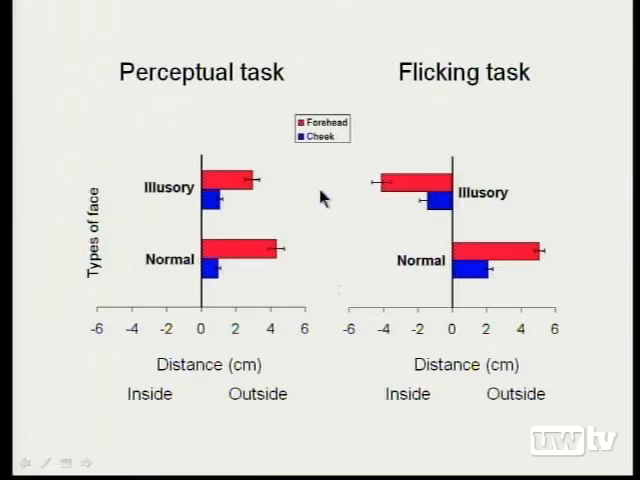 Perceptual task
Flicking task
Forehead
Cheek
Types of face
Illusory
Normal
-6 -4 -2 0 2 4 6
Distance (cm)
Inside Outside
Illusory
Normal
-6 -4 -2 0 2 4 6
Distance (cm)
Inside Outside
uwtv